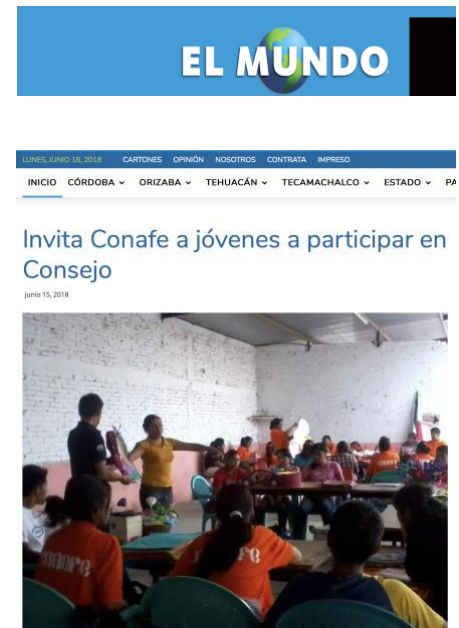 EL MUNDO
LUNES, JUNIO 18, 2018 CARTONES OPINIÓN NOSOTROS CONTRATA IMPRESO
INICIO CÓRDOBA ORIZABA TEHUACÁN TECAMACHALCO ESTADO PA
Invita Conafe a jóvenes a participar en
Consejo
junio 15, 2018